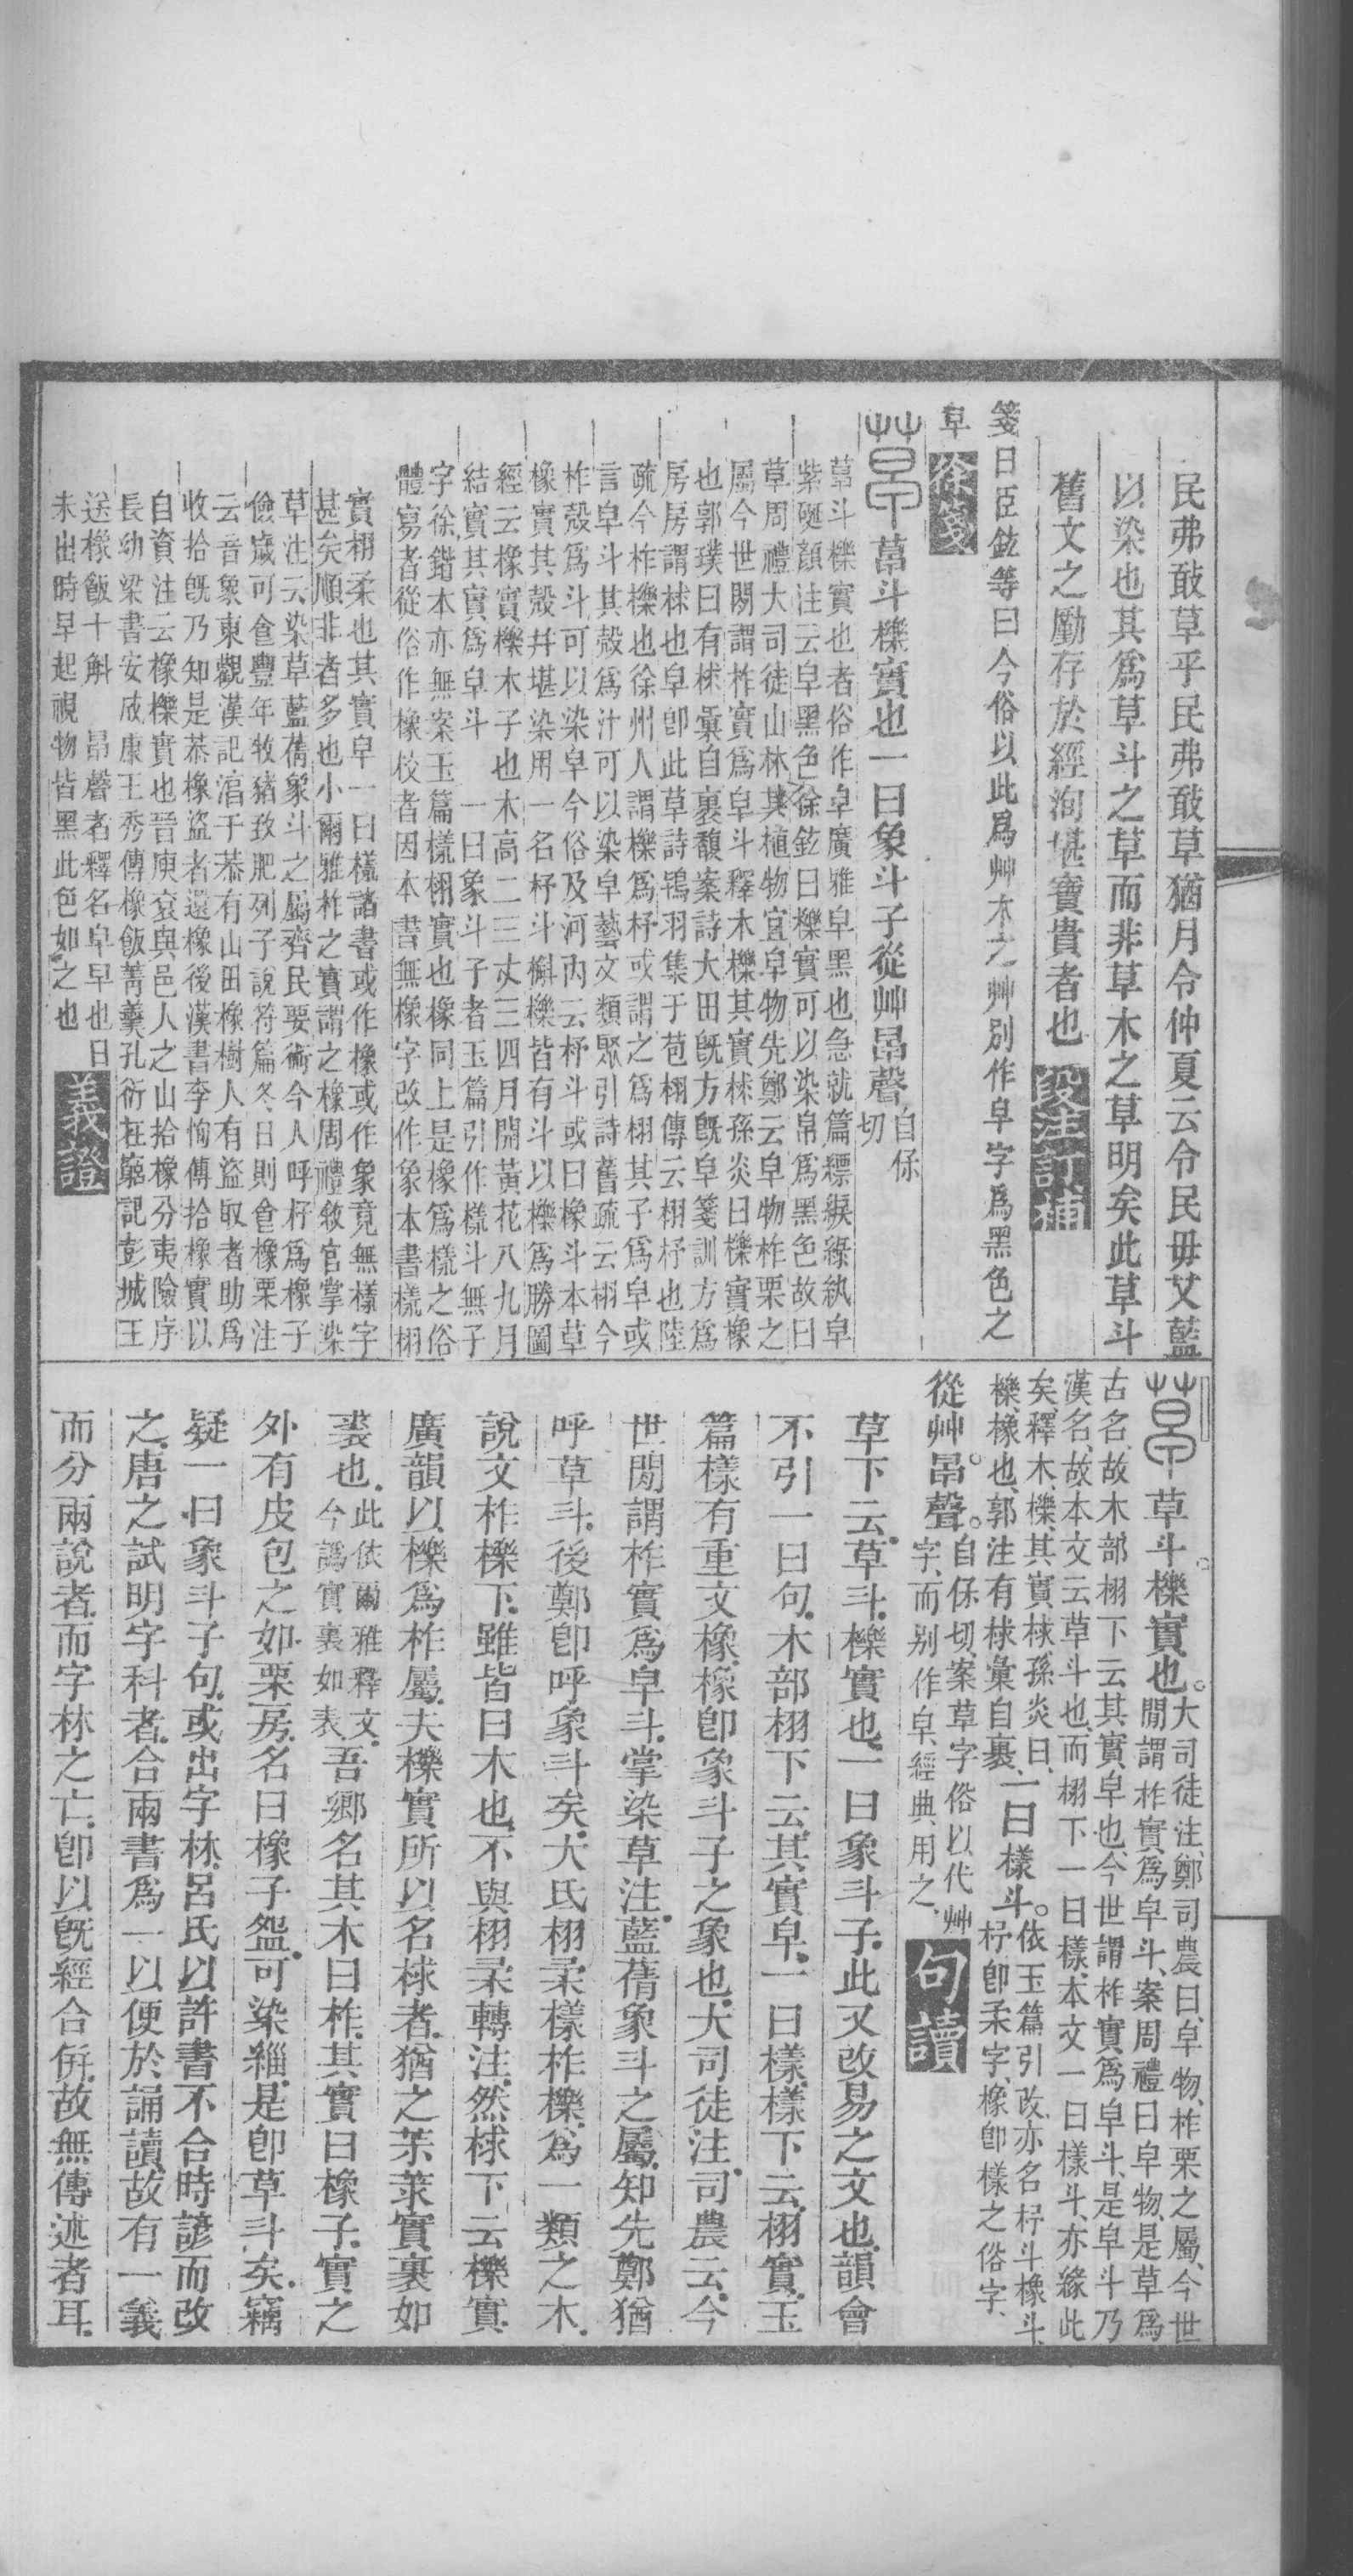 民弗敢草乎民弗敢草猶月令仲夏云令民毋艾藍
以染也其爲草斗之草而非草木之草明矣此草斗
舊文之勵存於經洵堪寶貴者也 段注訂補
箋曰臣鉉等曰今俗以此爲艸木之艸別作皁字爲黑色之
皁 徐箋
草斗櫟實也一曰象斗子從艸早聲 自保
切
草斗櫟實也者俗作皁廣雅皁黑也急就篇縹綟綠紈皁
紫硟顏注云皁黑色徐鉉曰櫟實可以染帛爲黑色故曰
草周禮大司徒山林其植物宜皁物先鄭云皁物柞栗之
屬今世閒謂柞實爲皁斗釋木櫟其實梂孫炎曰櫟實橡
也郭璞曰有梂彙自裹馥案詩大田旣方旣皁箋訓方爲
房房謂梂也皁卽此草詩鴇羽集于苞栩傳云栩杼也陸
疏今柞櫟也徐州人謂櫟爲杼或謂之爲栩其子爲皁或
言皁斗其殼爲汁可以染皁藝文類聚引詩舊疏云栩今
柞殼爲斗可以染皁今俗及河內云杼斗或曰橡斗本草
橡實其殼幷堪染用一名杼斗槲櫟皆有斗以櫟爲勝圖
經云橡實櫟木子也木高二三丈三四月開黃花八九月
結實其實爲皁斗　一曰象斗子者玉篇引作樣斗無子
字徐鍇本亦無案玉篇樣栩實也橡同上是橡爲樣之俗
體寫者從俗作橡校者因本書無橡字改作象本書樣栩
實栩柔也其實皁一曰樣諸書或作橡或作象竟無樣字
甚矣順非者多也小爾雅柞之實謂之橡周禮敘官掌染
草注云染草藍蒨象斗之屬齊民要術今人呼杼爲橡子
儉歲可食豐年牧豬致肥列子說符篇冬日則食橡栗注
云音象東觀漢記㵍于恭有山田橡樹人有盜取者助爲
收拾旣乃知是恭橡盜者還橡後漢書李恂傳拾橡實以
自資注云橡櫟實也晉庾袞與邑人之山拾橡分夷險序
長幼梁書安成康王秀傳橡飯菁羹孔衍在窮記彭城王
送樣飯十斛　早聲者釋名皁早也日
未出時早起視物皆黑此色如之也 義證
草斗櫟實也 大司徒注鄭司農曰皁物柞栗之屬今世
閒謂柞實爲皁斗案周禮曰皁物是草爲
古名故木部栩下云其實皁也今世謂柞實爲皁斗是皁斗乃
漢名故本文云草斗也而栩下一曰樣本文一曰樣斗亦緣此
矣釋木櫟其實梂孫炎曰
櫟橡也郭注有梂彙自裹 一曰樣斗 依玉篇引改亦名杼斗橡斗
杼卽柔字橡卽樣之俗字
從艸早聲 自保切案草字俗以代艸
字而別作皁經典用之 句讀
草下云草斗櫟實也一曰象斗子此又改易之文也韻會
不引一曰句木部栩下云其實皁一曰樣樣下云栩實玉
篇樣有重文橡橡卽象斗子之象也大司徒注司農云今
世閒謂柞實爲皁斗掌染草注藍蒨象斗之屬知先鄭猶
呼草斗後鄭卽呼象斗矣大氏栩柔樣柞櫟爲一類之木
說文柞櫟下雖皆曰木也不與栩柔轉注然梂下云櫟實
廣韻以櫟爲柞屬夫櫟實所以名梂者猶之茮萊實裹如
裘也 此依爾雅釋文
今譌實裏如表 吾鄉名其木曰柞其實曰橡子實之
外有皮包之如栗房名曰橡子盌可染緇是卽草斗矣竊
疑一曰象斗子句或出字林呂氏以許書不合時諺而改
之唐之試明字科者合兩書爲一以便於誦讀故有一義
而分兩說者而字林之亡卽以旣經合倂故無傳述者耳